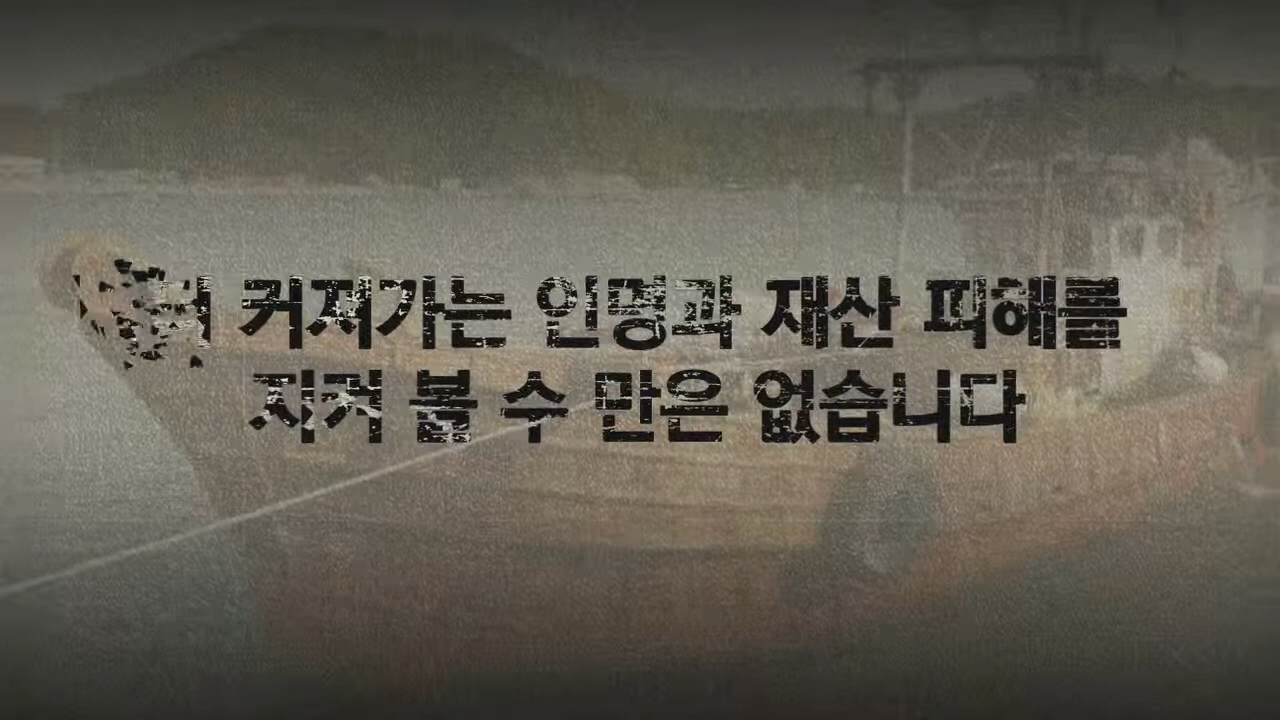 커져가는 인명과 재산 피해를
지켜 볼 수 만은 없습니다